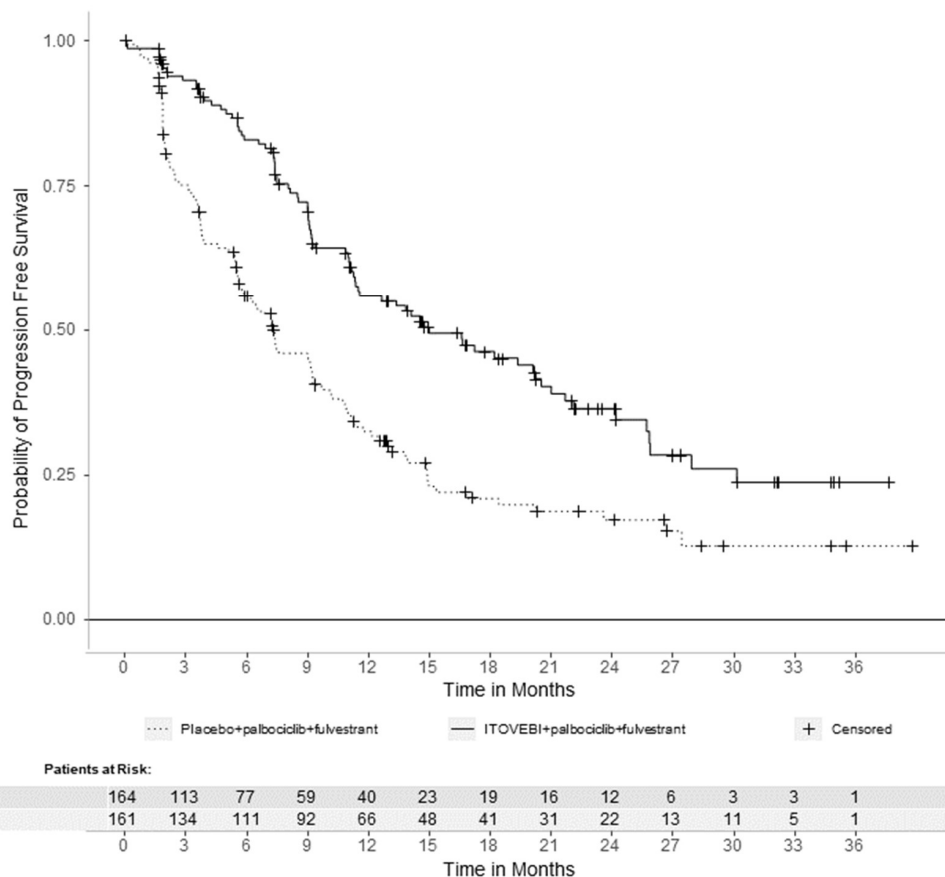 1.00
0.75
0.50
0.25
0.00
Probability of Progression Free Survival
0 3 6 9 12 15 18 21 24 27 30 33 36
Time in Months
Placebo+palbociclib+fulvestrant ITOVEBI+palbociclib+fulvestrant + Censored
Patients at Risk:
164 113 77 59 40 23 19 16 12 6 3 3 1
161 134 111 92 66 48 41 31 22 13 11 5 1
0 3 6 9 12 15 18 21 24 27 30 33 36
Time in Months